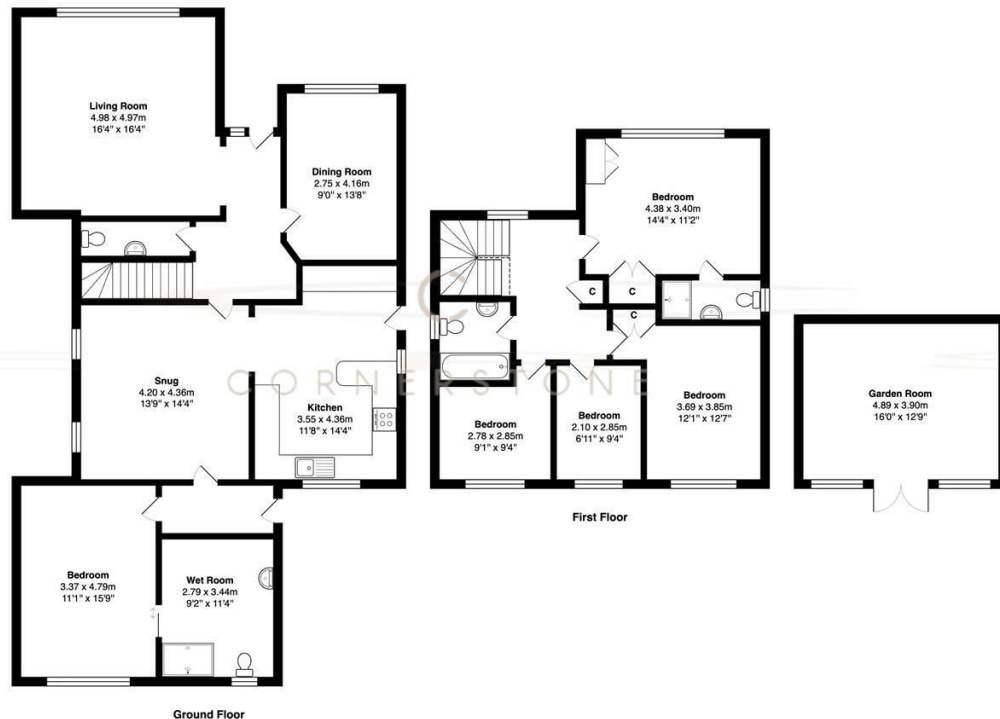 Living Room
4.98 x 4.97m
16'4" x 16'4"
Dining Room
2.75 x 4.16m
9'0" x 13'8"
Snug
4.20 x 4.36m
13'9" x 14'4"
Kitchen
3.55 x 4.36m
11'8" x 14'4"
Bedroom
3.37 x 4.79m
11'1" x 15'9"
Wet Room
2.79 x 3.44m
9'2" x 11'4"
Ground Floor
Bedroom
4.38 x 3.40m
14'4" x 11'2"
C
C
C
Bedroom
2.78 x 2.85m
9'1" x 9'4"
Bedroom
2.10 x 2.85m
6'11" x 9'4"
Bedroom
3.69 x 3.85m
12'1" x 12'7"
First Floor
Garden Room
4.89 x 3.90m
16'0" x 12'9"
C
CORNERSTONE